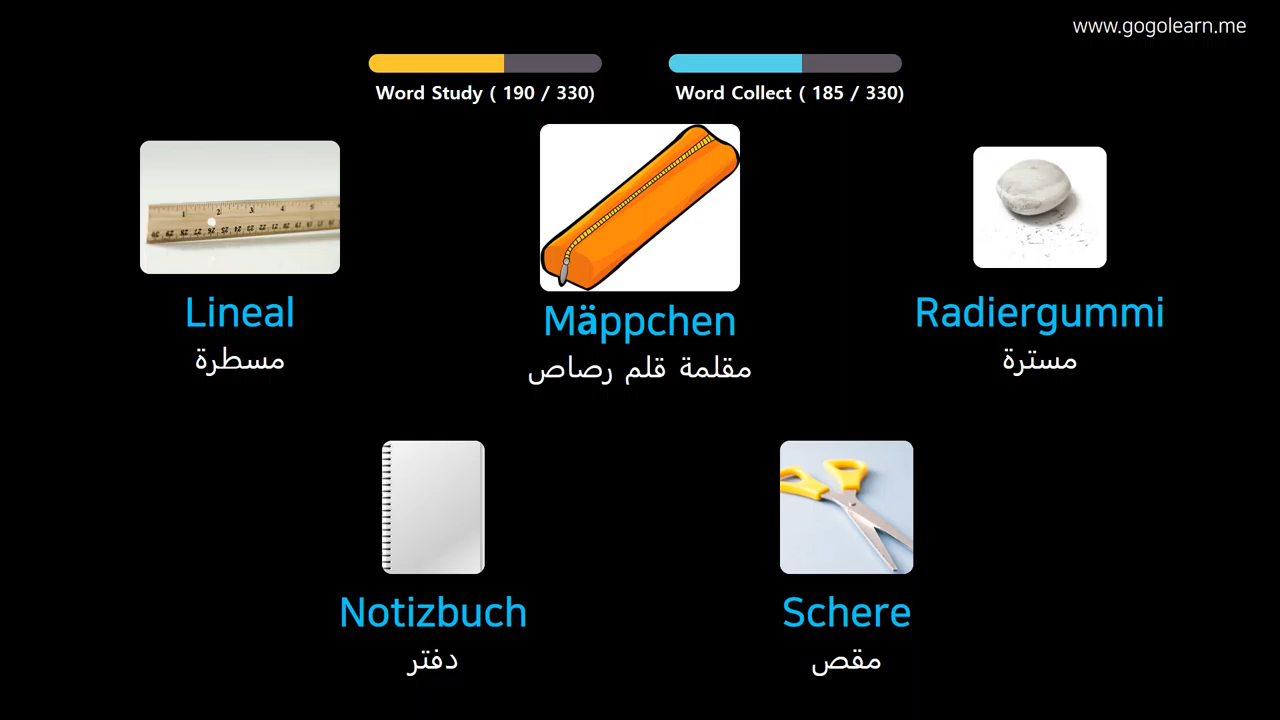 www.gogolearn.me
Word Study ( 190 / 330)
Word Collect ( 185 / 330)
Lineal
مسطرة
Mäppchen
مقلمة قلم رصاص
Radiergummi
مسترة
Notizbuch
دفتر
Schere
مقص